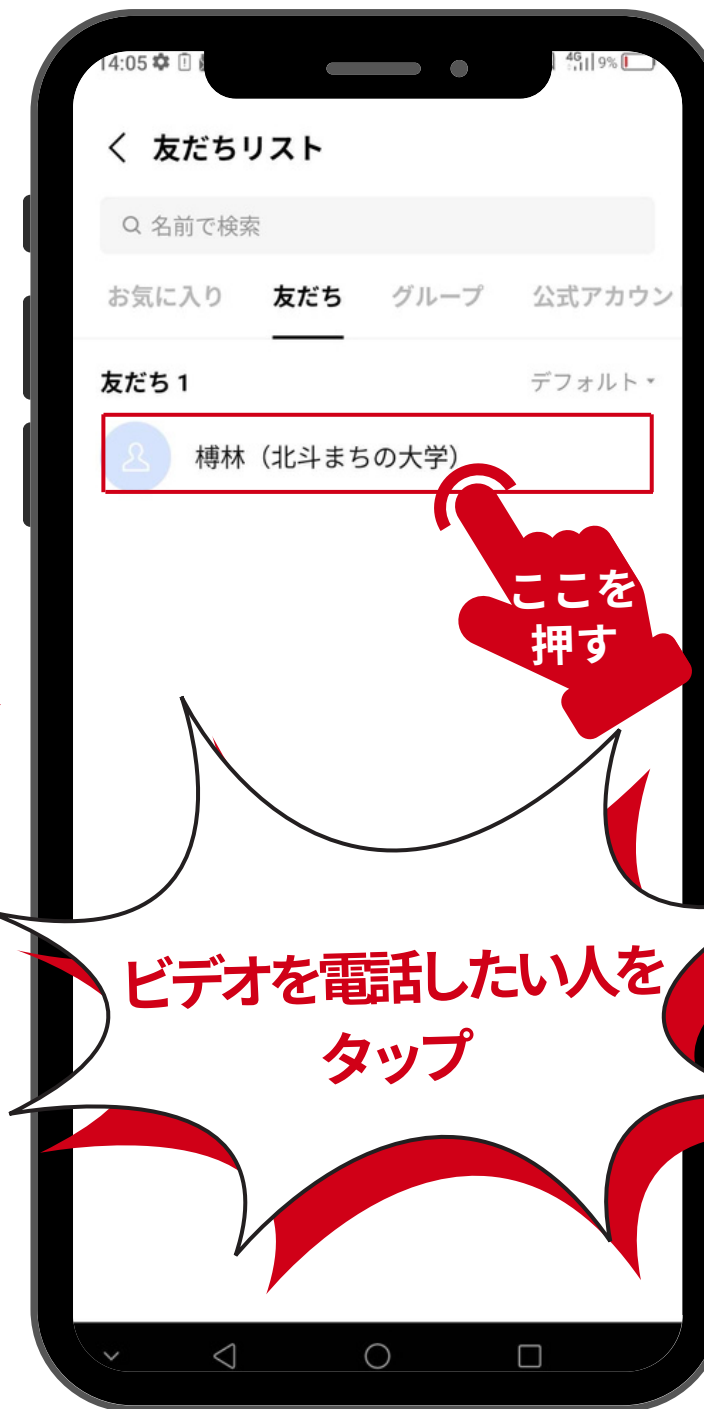 14:05
4G 9%
友だちリスト
名前で検索
お気に入り 友だち グループ 公式アカウン
友だち 1 デフォルト
榑林（北斗まちの大学）
ここを
押す
ビデオを電話したい人を
タップ